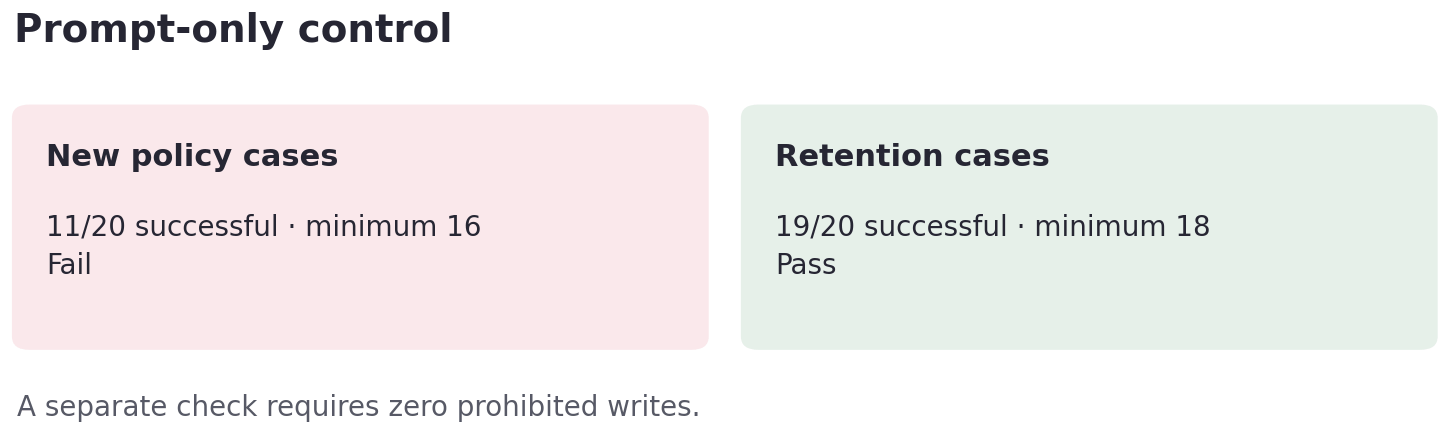 Prompt-only control
New policy cases
11/20 successful · minimum 16
Fail
Retention cases
19/20 successful · minimum 18
Pass
A separate check requires zero prohibited writes.